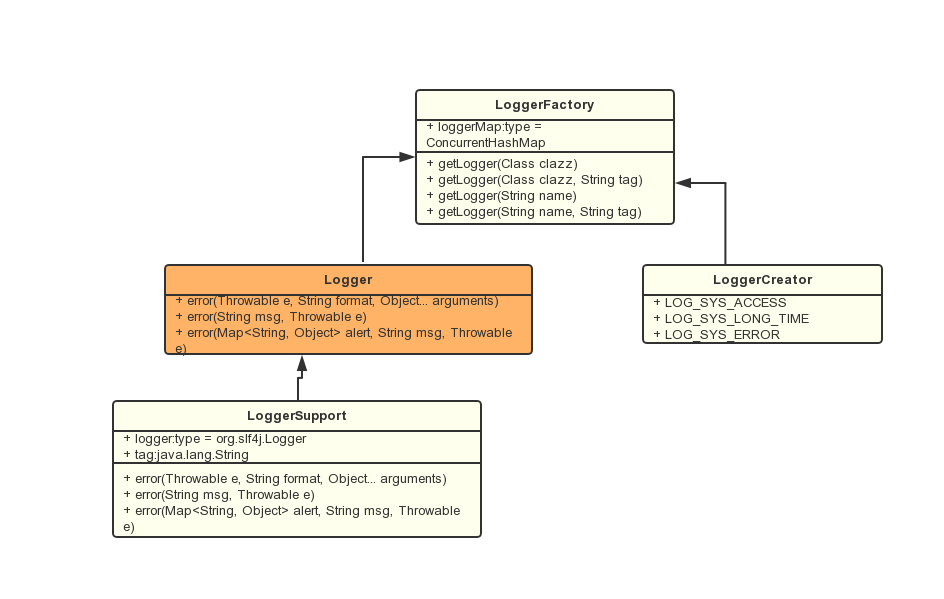 LoggerFactory
+ loggerMap:type =
ConcurrentHashMap
+ getLogger(Class clazz)
+ getLogger(Class clazz, String tag)
+ getLogger(String name)
+ getLogger(String name, String tag)
Logger
+ error(Throwable e, String format, Object... arguments)
+ error(String msg, Throwable e)
+ error(Map<String, Object> alert, String msg, Throwable
e)
LoggerCreator
+ LOG_SYS_ACCESS
+ LOG_SYS_LONG_TIME
+ LOG_SYS_ERROR
LoggerSupport
+ logger:type = org.slf4j.Logger
+ tag:java.lang.String
+ error(Throwable e, String format, Object... arguments)
+ error(String msg, Throwable e)
+ error(Map<String, Object> alert, String msg, Throwable
e)